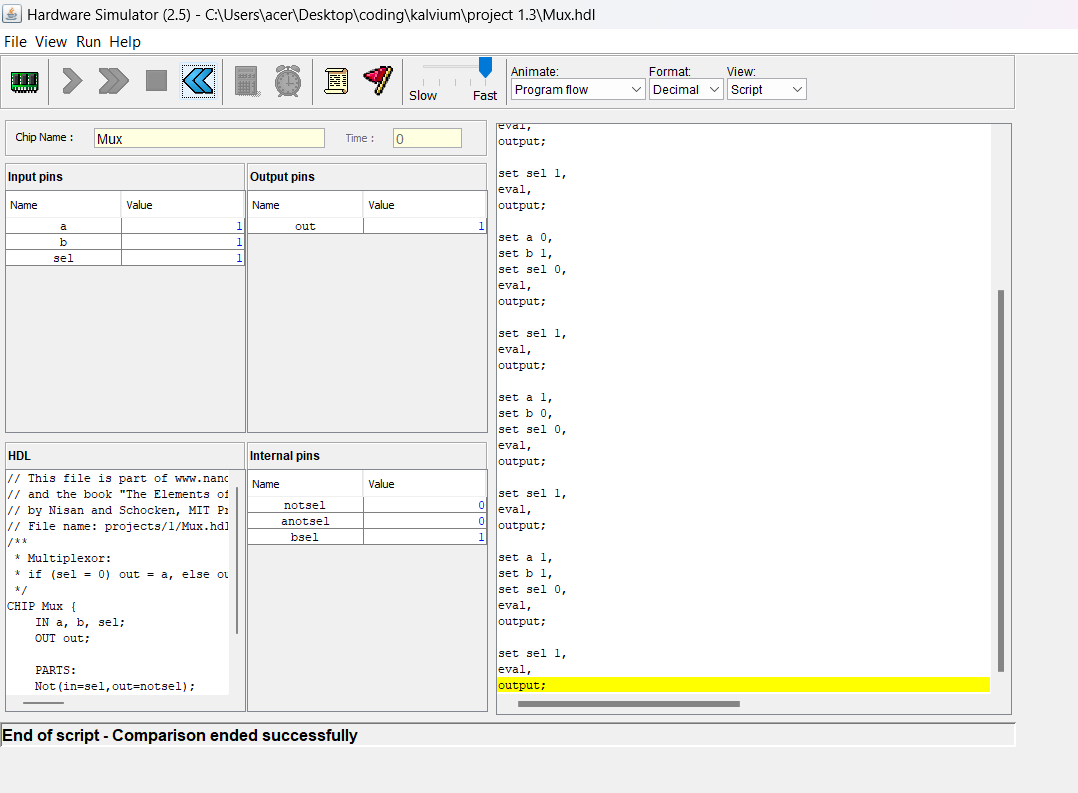 Hardware Simulator (2.5) - C:\Users\acer\Desktop\coding\kalvium\project 1.3\Mux.hdl
File View Run Help
Slow Fast
Animate:
Program flow
Format:
Decimal
View:
Script
Chip Name : Mux Time : 0
Input pins
Name Value
a 1
b 1
sel 1
Output pins
Name Value
out 1
HDL
// This file is part of www.nand
// and the book "The Elements of
// by Nisan and Schocken, MIT Pr
// File name: projects/1/Mux.hdl
/**
* Multiplexor:
* if (sel = 0) out = a, else ou
*/
CHIP Mux {
IN a, b, sel;
OUT out;
PARTS:
Not(in=sel,out=notsel);
Internal pins
Name Value
notsel 0
anotsel 0
bsel 1
eval,
output;
set sel 1,
eval,
output;
set a 0,
set b 1,
set sel 0,
eval,
output;
set sel 1,
eval,
output;
set a 1,
set b 0,
set sel 0,
eval,
output;
set sel 1,
eval,
output;
set a 1,
set b 1,
set sel 0,
eval,
output;
set sel 1,
eval,
output;
End of script - Comparison ended successfully